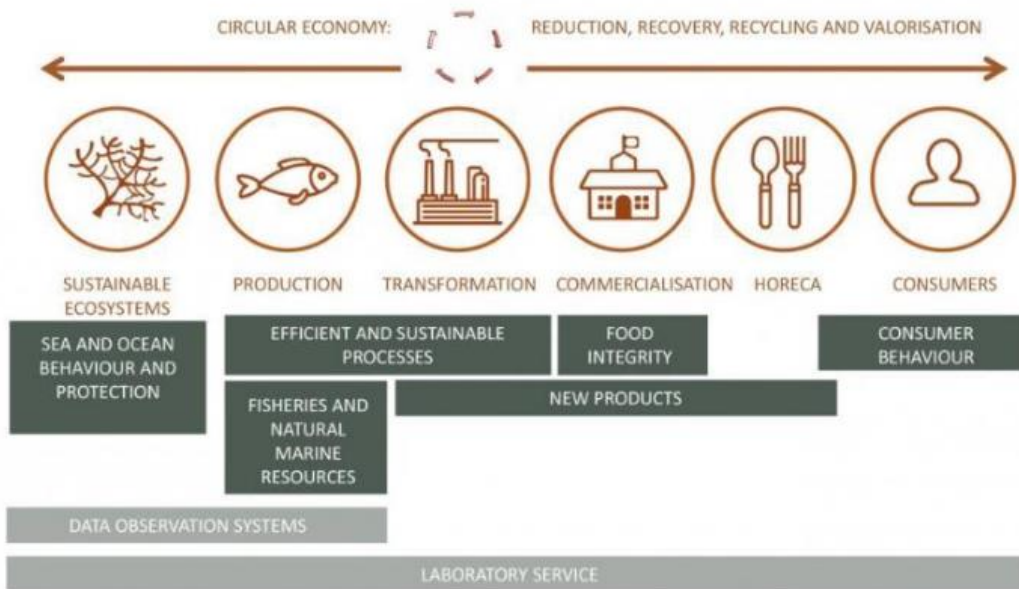 CIRCULAR ECONOMY:
REDUCTION, RECOVERY, RECYCLING AND VALORISATION
SUSTAINABLE
ECOSYSTEMS
PRODUCTION
TRANSFORMATION
COMMERCIALISATION
HORECA
CONSUMERS
SEA AND OCEAN
BEHAVIOUR AND
PROTECTION
EFFICIENT AND SUSTAINABLE
PROCESSES
FOOD
INTEGRITY
CONSUMER
BEHAVIOUR
FISHERIES AND
NATURAL
MARINE
RESOURCES
NEW PRODUCTS
DATA OBSERVATION SYSTEMS
LABORATORY SERVICE